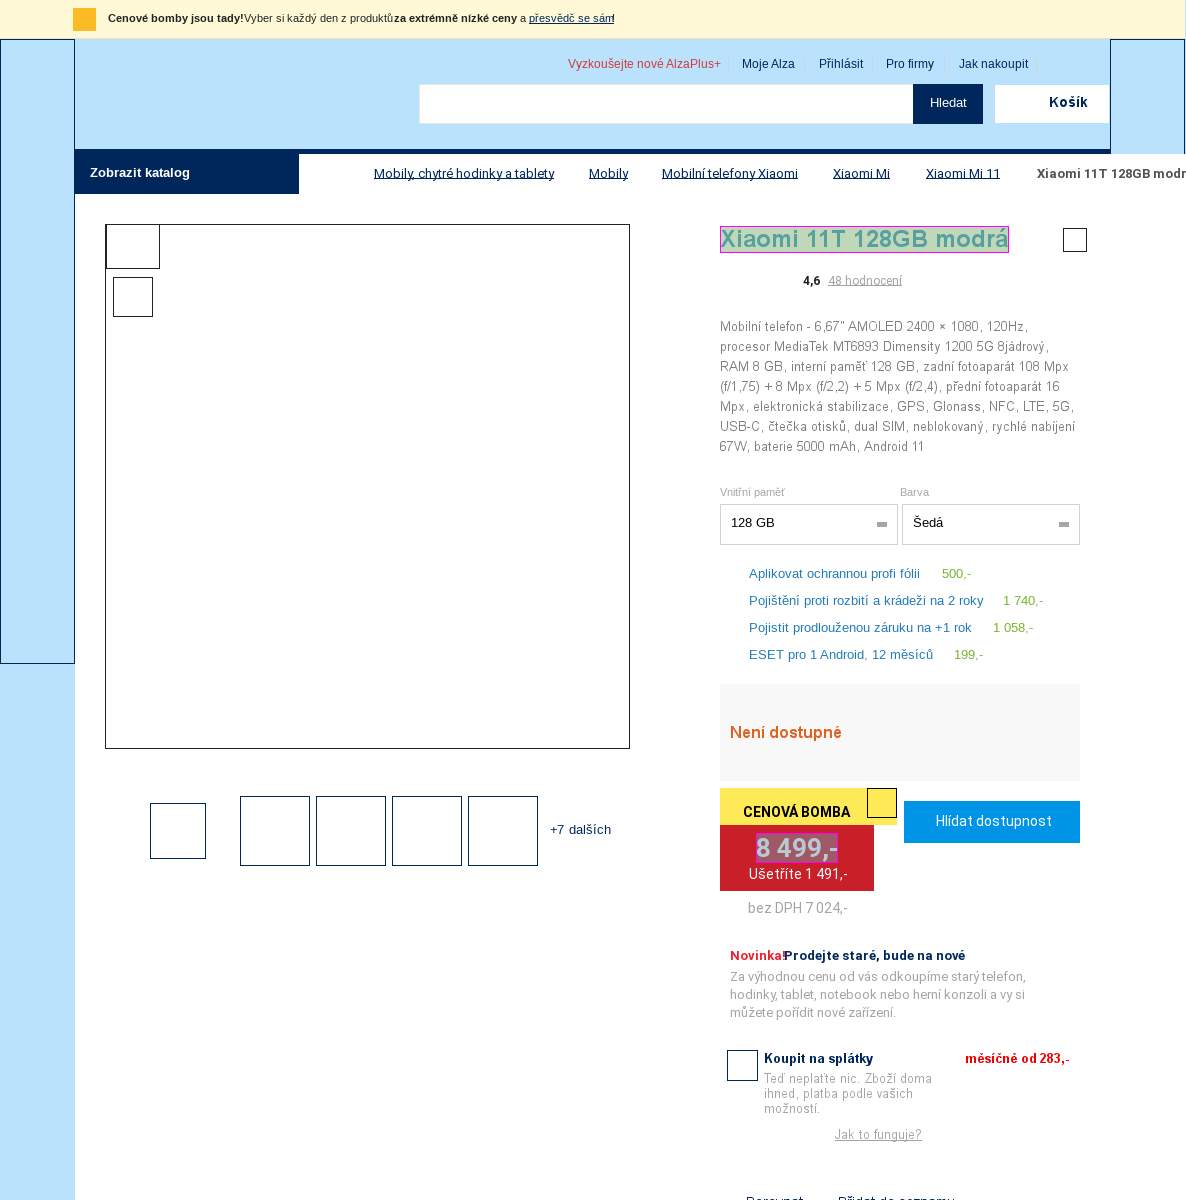 Cenové bomby jsou tady! Vyber si každý den z produktů za extrémně nízké ceny a přesvědč se sám!
Vyzkoušejte nové AlzaPlus+
Moje Alza
Přihlásit
Pro firmy
Jak nakoupit
Hledat
Košík
Zobrazit katalog
Mobily, chytré hodinky a tablety
Mobily
Mobilní telefony Xiaomi
Xiaomi Mi
Xiaomi Mi 11
Xiaomi 11T 128GB modr
Xiaomi 11T 128GB modrá
4,6 48 hodnocení
Mobilní telefon - 6,67" AMOLED 2400 × 1080, 120Hz,
procesor MediaTek MT6893 Dimensity 1200 5G 8jádrový,
RAM 8 GB, interní paměť 128 GB, zadní fotoaparát 108 Mpx
(f/1,75) + 8 Mpx (f/2,2) + 5 Mpx (f/2,4), přední fotoaparát 16
Mpx, elektronická stabilizace, GPS, Glonass, NFC, LTE, 5G,
USB-C, čtečka otisků, dual SIM, neblokovaný, rychlé nabíjení
67W, baterie 5000 mAh, Android 11
Vnitřní paměť
Barva
128 GB
Šedá
Aplikovat ochrannou profi fólii 500,-
Pojištění proti rozbití a krádeži na 2 roky 1 740,-
Pojistit prodlouženou záruku na +1 rok 1 058,-
ESET pro 1 Android, 12 měsíců 199,-
Není dostupné
CENOVÁ BOMBA
Hlídat dostupnost
8 499,-
Ušetříte 1 491,-
bez DPH 7 024,-
+7 dalších
Novinka! Prodejte staré, bude na nové
Za výhodnou cenu od vás odkoupíme starý telefon,
hodinky, tablet, notebook nebo herní konzoli a vy si
můžete pořídit nové zařízení.
Koupit na splátky
měsíčně od 283,-
Teď neplaťte nic. Zboží doma
ihned, platba podle vašich
možností.
Jak to funguje?
Porovnat
Přidat do seznamu